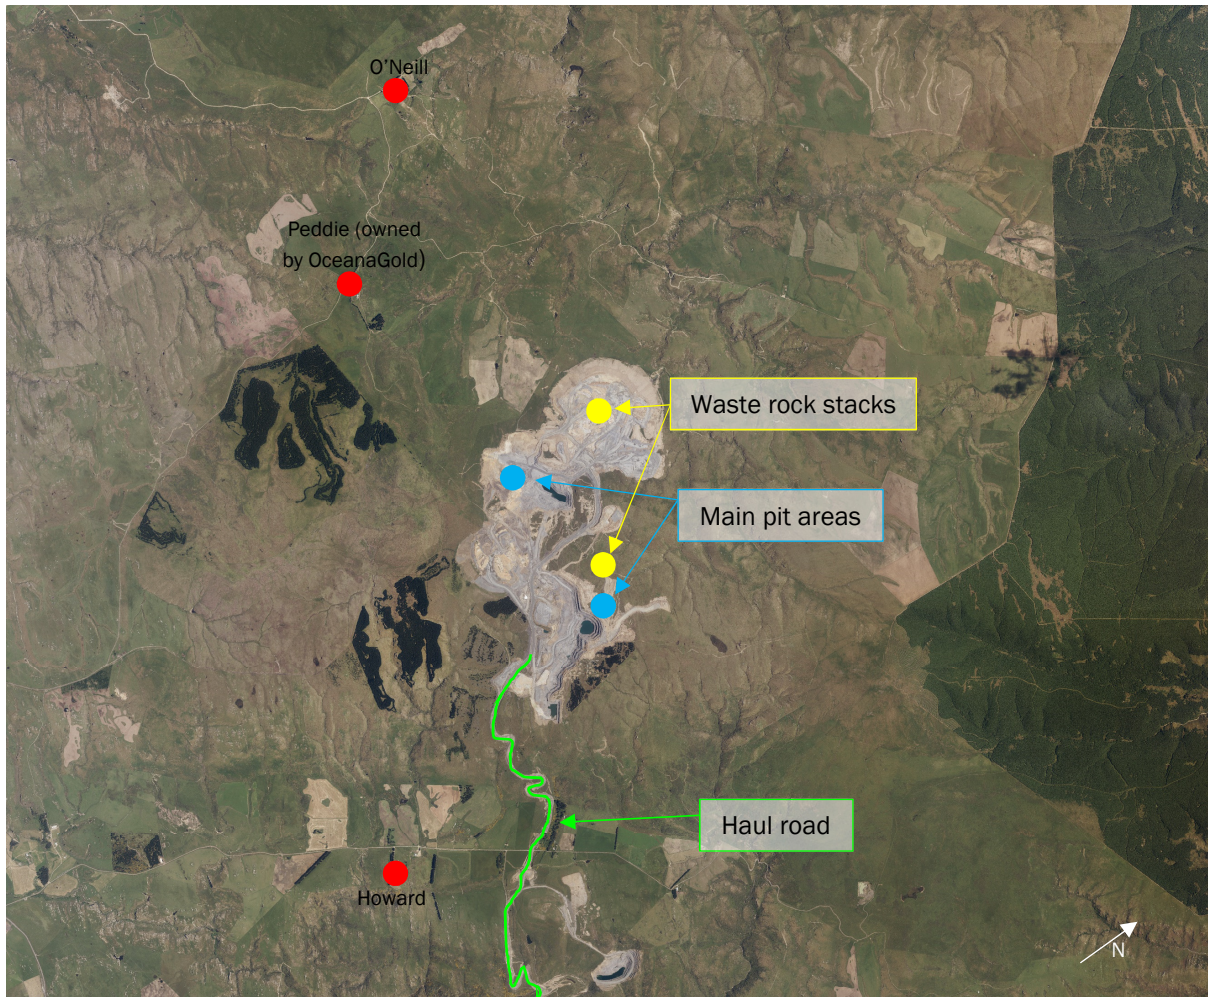 O'Neill
Peddie (owned
by OceanaGold)
Waste rock stacks
Main pit areas
Haul road
Howard
N